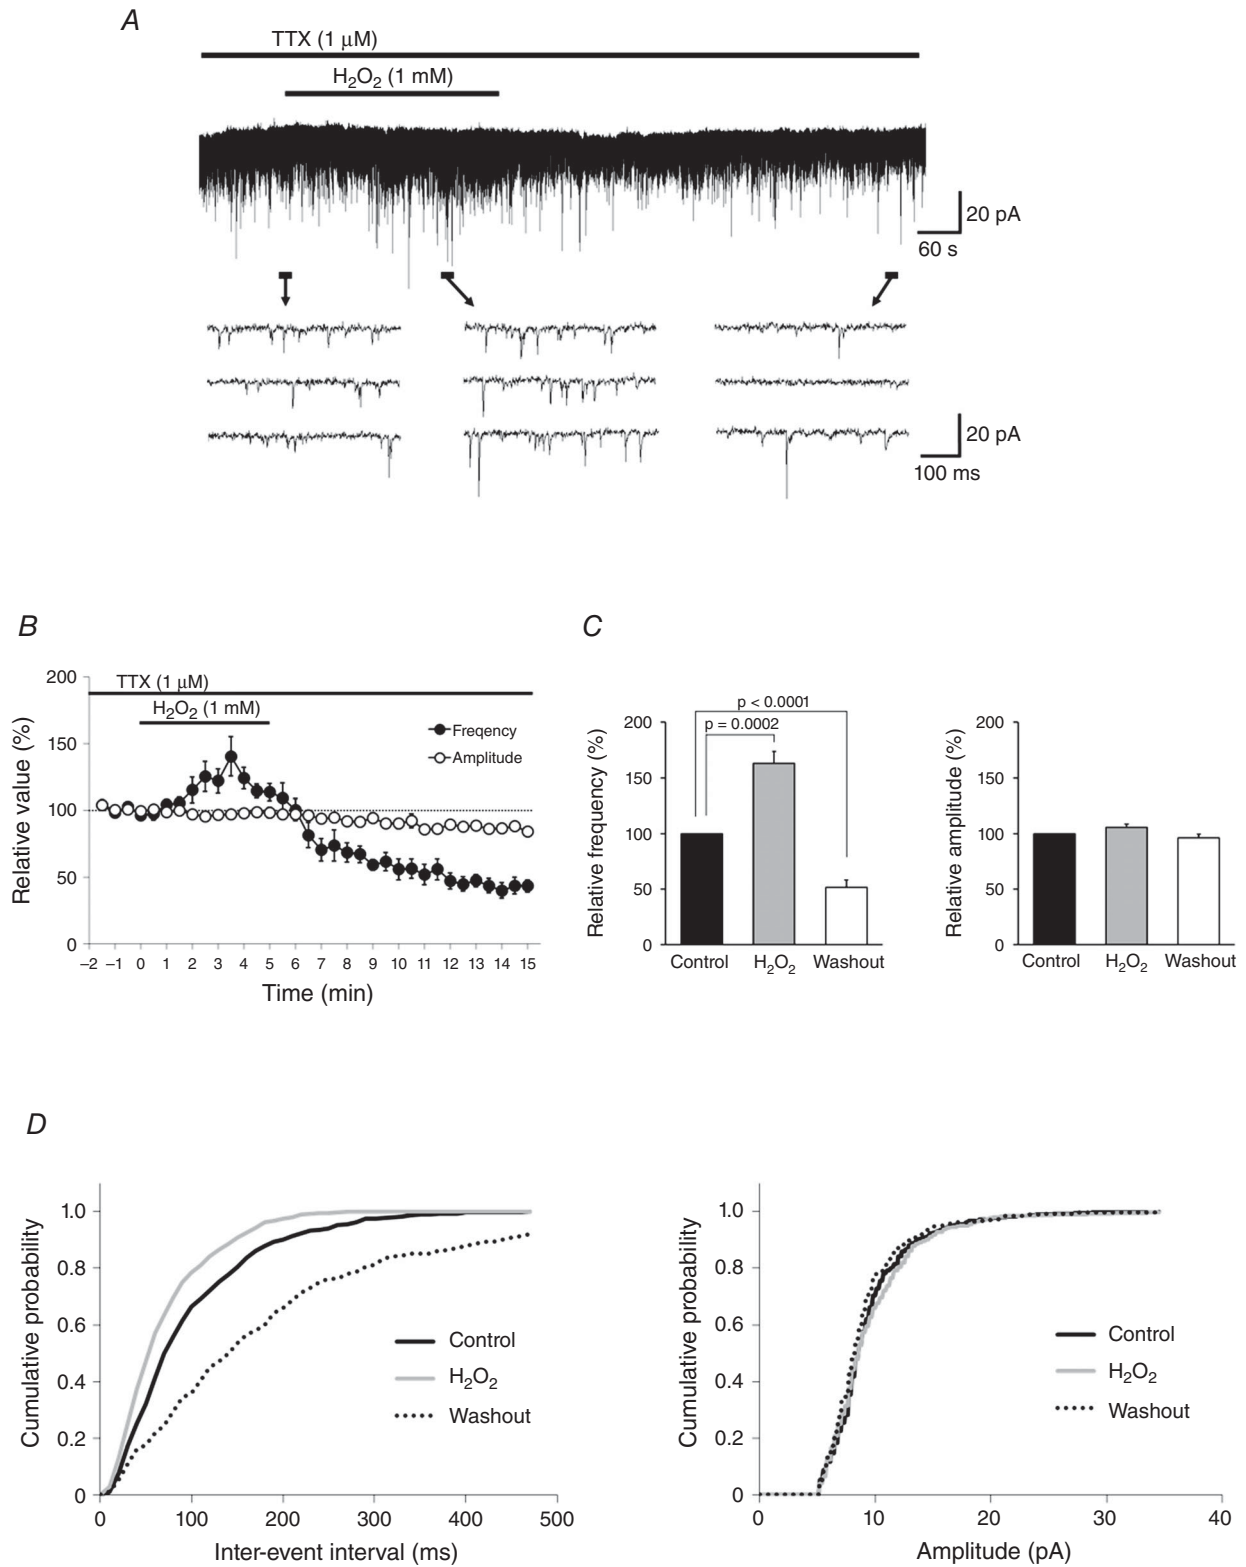 A
TTX (1 μM)
H₂O₂ (1 mM)
20 pA
60 s
20 pA
100 ms
B
C
200
150
100
50
0
Relative value (%)
TTX (1 μM)
H₂O₂ (1 mM)
Freqency
Amplitude
–2 –1 0 1 2 3 4 5 6 7 8 9 10 11 12 13 14 15
Time (min)
Relative frequency (%)
200
150
100
50
0
p < 0.0001
p = 0.0002
Control H₂O₂ Washout
Relative amplitude (%)
200
150
100
50
0
Control H₂O₂ Washout
D
Cumulative probability
1.0
0.8
0.6
0.4
0.2
0
Control
H₂O₂
Washout
0 100 200 300 400 500
Inter-event interval (ms)
Cumulative probability
1.0
0.8
0.6
0.4
0.2
0
Control
H₂O₂
Washout
0 10 20 30 40
Amplitude (pA)